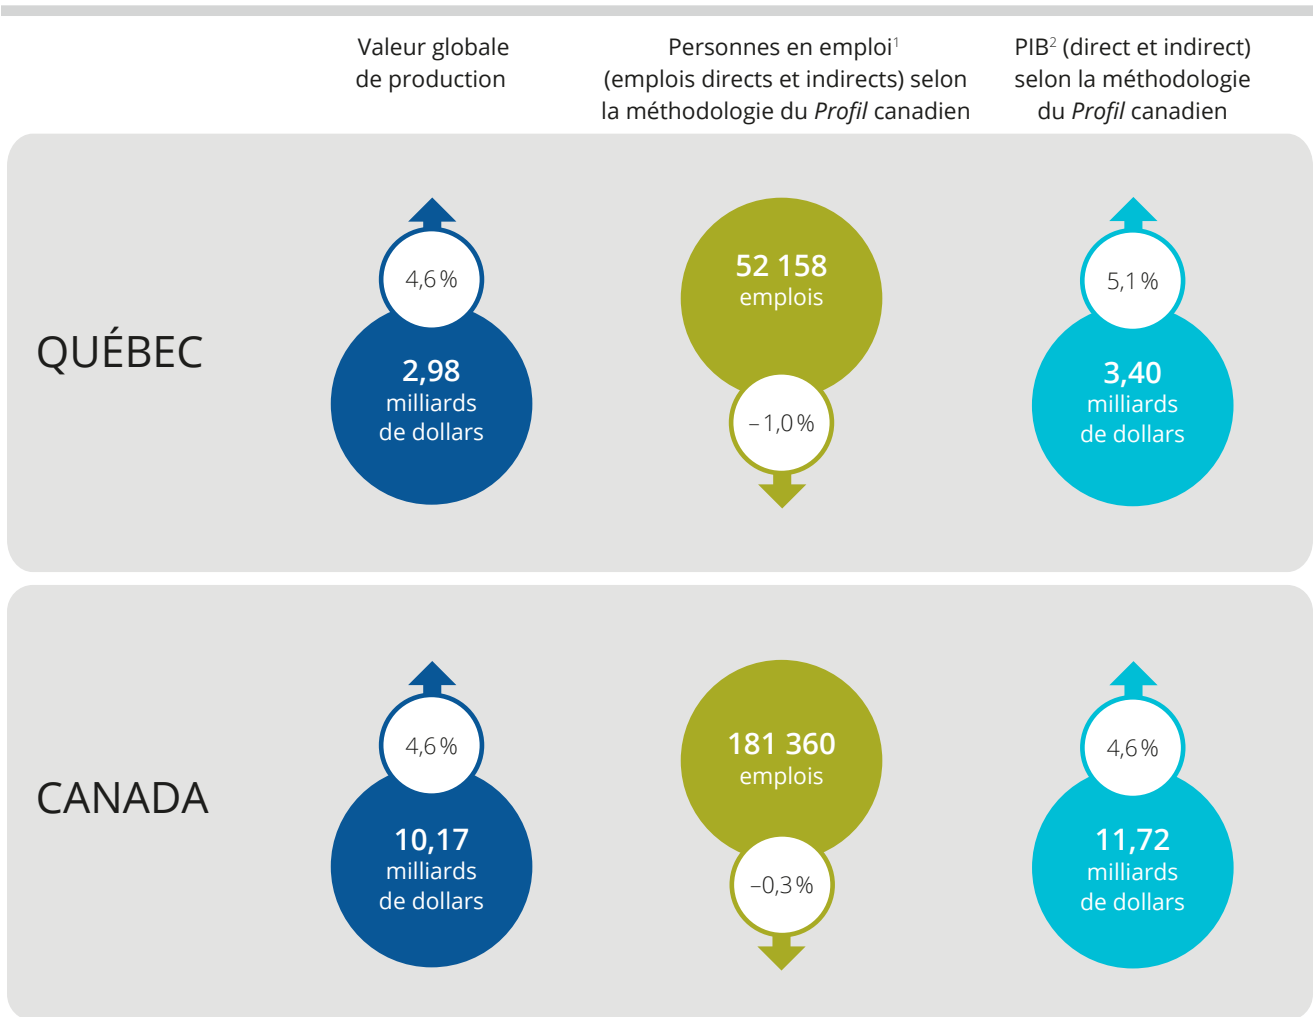 Valeur globale
de production
Personnes en emploi¹
(emplois directs et indirects) selon
la méthodologie du Profil canadien
PIB² (direct et indirect)
selon la méthodologie
du Profil canadien
QUÉBEC
4,6 %
2,98
milliards
de dollars
52 158
emplois
– 1,0 %
5,1 %
3,40
milliards
de dollars
CANADA
4,6 %
10,17
milliards
de dollars
181 360
emplois
–0,3 %
4,6 %
11,72
milliards
de dollars